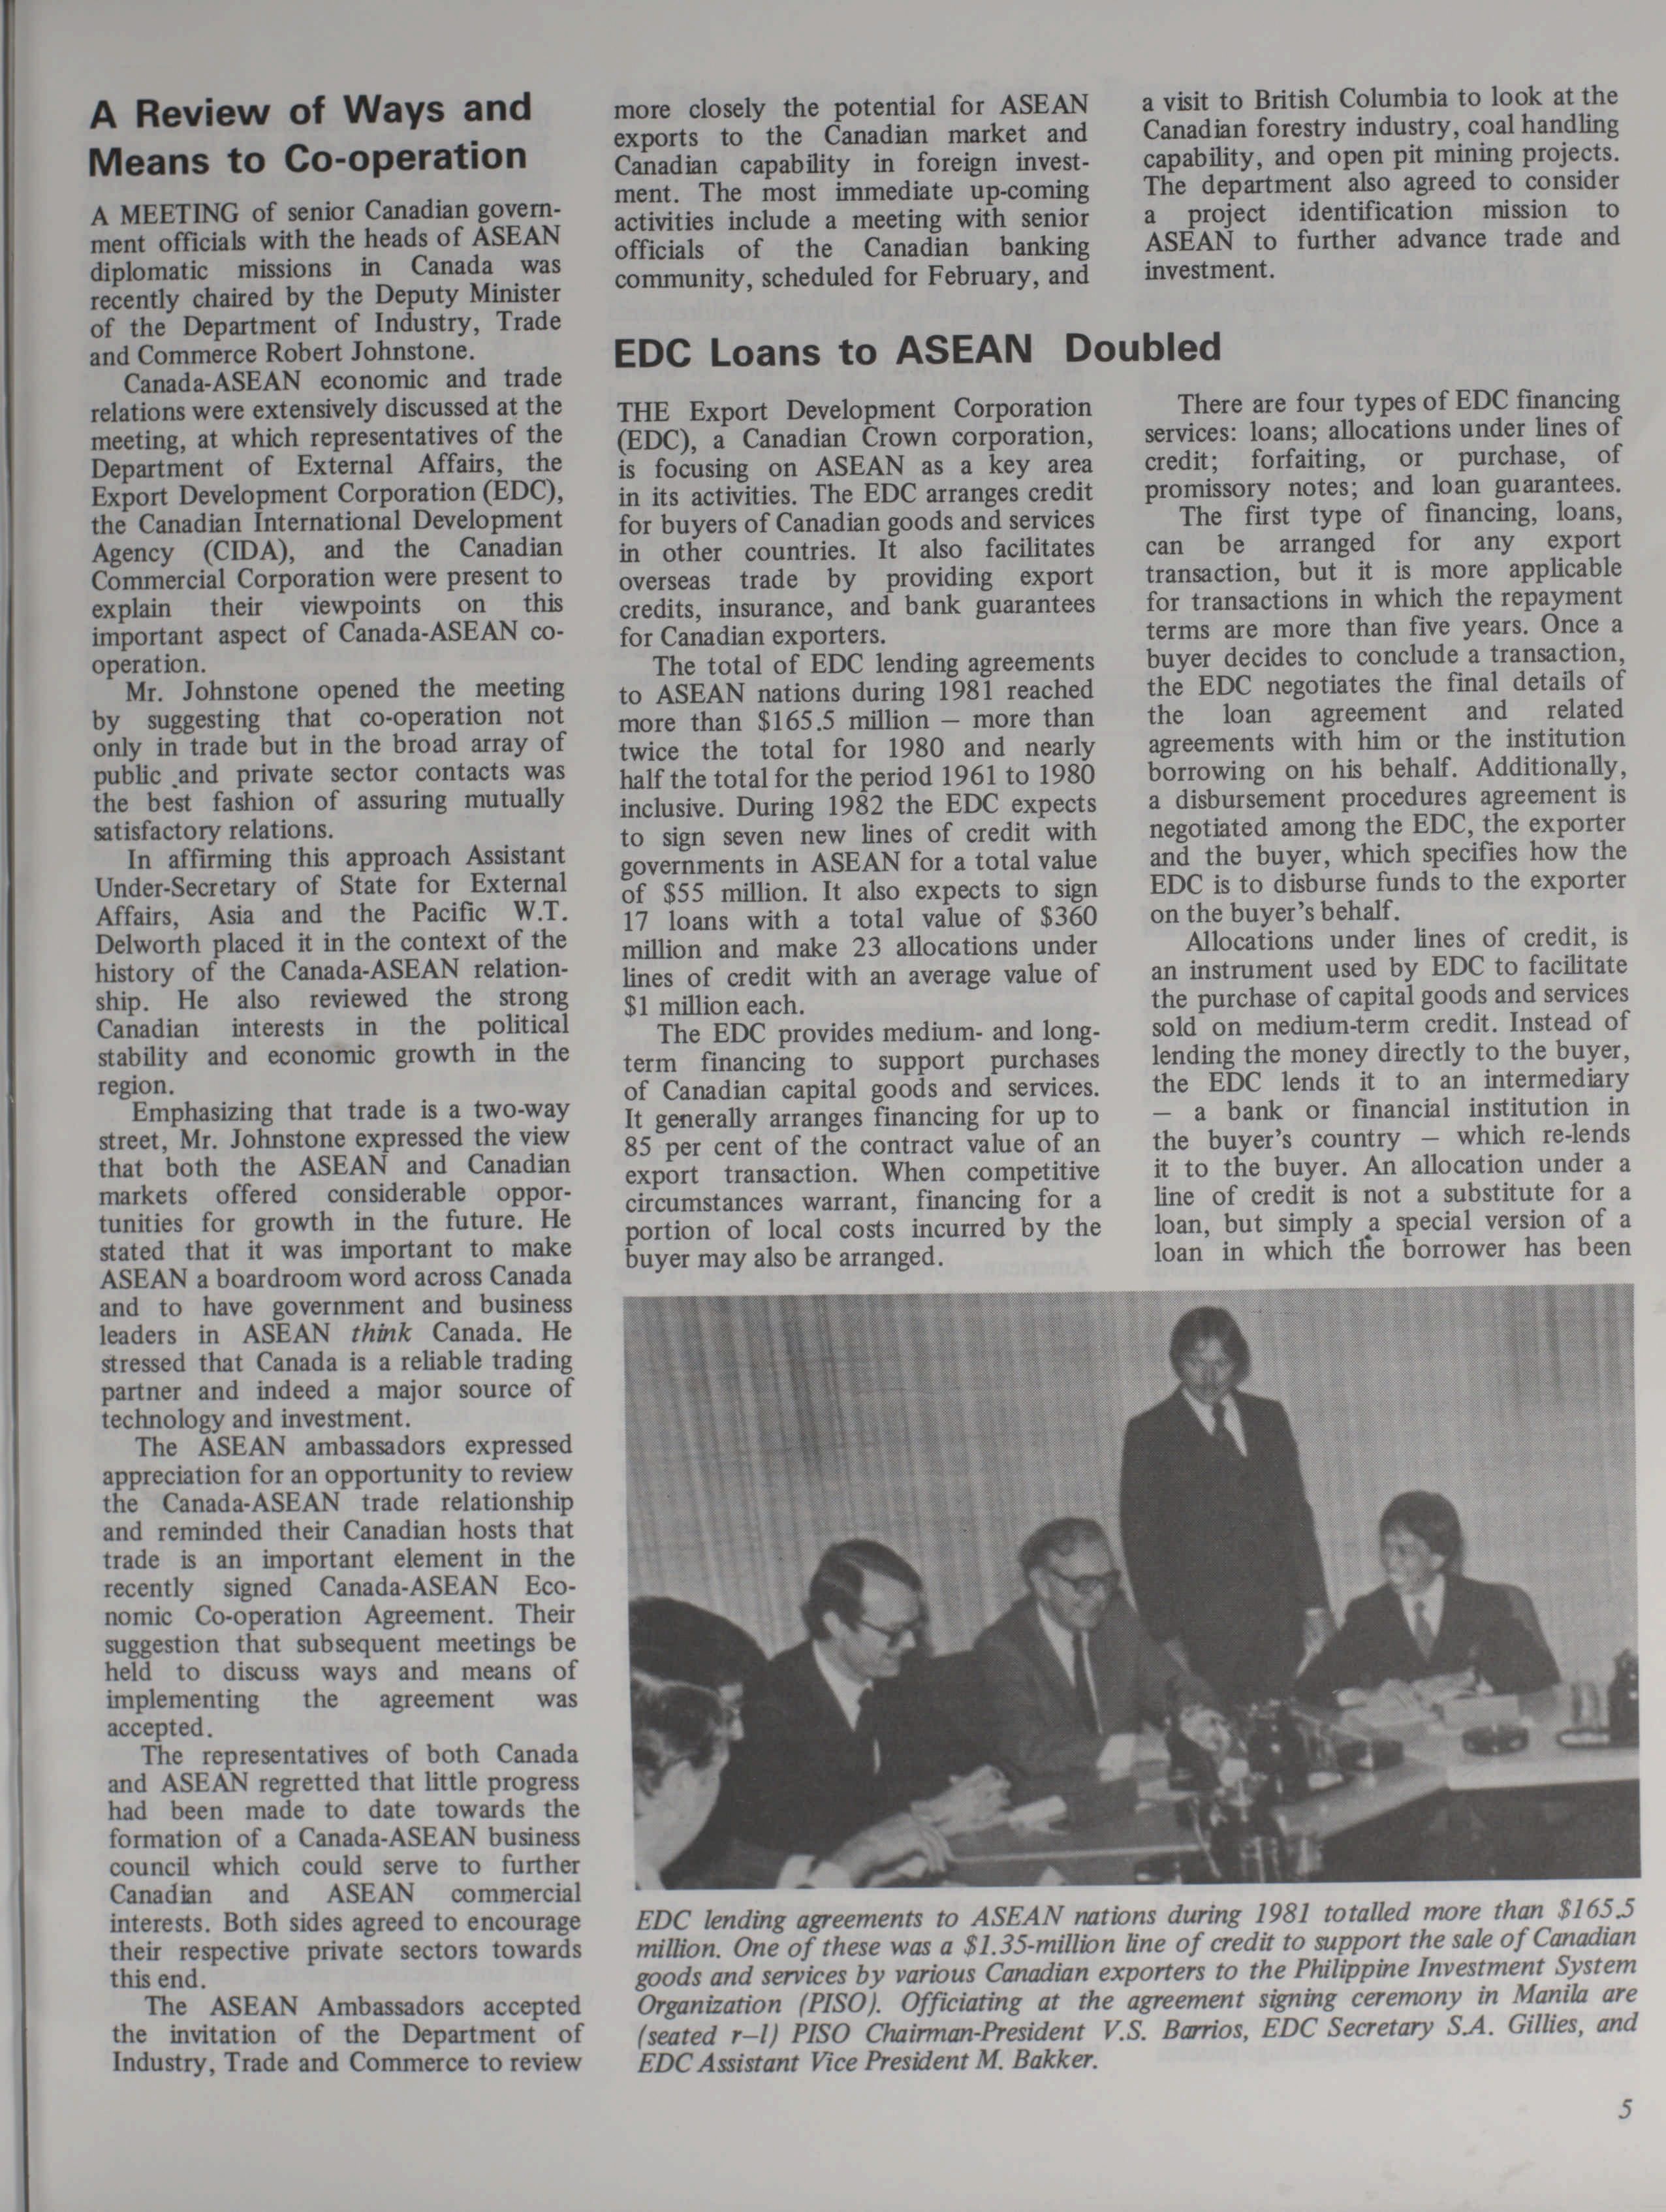 A Review of Ways and
Means to Co-operation
A MEETING of senior Canadian govern-
ment officials with the heads of ASEAN
diplomatic missions in Canada was
recently chaired by the Deputy Minister
of the Department of Industry, Trade
and Commerce Robert Johnstone.
Canada-ASEAN economic and trade
relations were extensively discussed at the
meeting, at which representatives of the
Department of External Affairs, the
Export Development Corporation (EDC),
the Canadian International Development
Agency (CIDA), and the Canadian
Commercial Corporation were present to
explain their viewpoints on this
important aspect of Canada-ASEAN co-
operation.
Mr. Johnstone opened the meeting
by suggesting that co-operation not
only in trade but in the broad array of
public and private sector contacts was
the best fashion of assuring mutually
satisfactory relations.
In affirming this approach Assistant
Under-Secretary of State for External
Affairs, Asia and the Pacific W.T.
Delworth placed it in the context of the
history of the Canada-ASEAN relation-
ship. He also reviewed the strong
Canadian interests in the political
stability and economic growth in the
region.
Emphasizing that trade is a two-way
street, Mr. Johnstone expressed the view
that both the ASEAN and Canadian
markets offered considerable oppor-
tunities for growth in the future. He
stated that it was important to make
ASEAN a boardroom word across Canada
and to have government and business
leaders in ASEAN think Canada. He
stressed that Canada is a reliable trading
partner and indeed a major source of
technology and investment.
The ASEAN ambassadors expressed
appreciation for an opportunity to review
the Canada-ASEAN trade relationship
and reminded their Canadian hosts that
trade is an important element in the
recently signed Canada-ASEAN Eco-
nomic Co-operation Agreement. Their
suggestion that subsequent meetings be
held to discuss ways and means of
implementing the agreement was
accepted.
The representatives of both Canada
and ASEAN regretted that little progress
had been made to date towards the
formation of a Canada-ASEAN business
council which could serve to further
Canadian and ASEAN commercial
interests. Both sides agreed to encourage
their respective private sectors towards
this end.
The ASEAN Ambassadors accepted
the invitation of the Department of
Industry, Trade and Commerce to review
more closely the potential for ASEAN
exports to the Canadian market and
Canadian capability in foreign invest-
ment. The most immediate up-coming
activities include a meeting with senior
officials of the Canadian banking
community, scheduled for February, and
a visit to British Columbia to look at the
Canadian forestry industry, coal handling
capability, and open pit mining projects.
The department also agreed to consider
a project identification mission to
ASEAN to further advance trade and
investment.
EDC Loans to ASEAN Doubled
THE Export Development Corporation
(EDC), a Canadian Crown corporation,
is focusing on ASEAN as a key area
in its activities. The EDC arranges credit
for buyers of Canadian goods and services
in other countries. It also facilitates
overseas trade by providing export
credits, insurance, and bank guarantees
for Canadian exporters.
The total of EDC lending agreements
to ASEAN nations during 1981 reached
more than $165.5 million — more than
twice the total for 1980 and nearly
half the total for the period 1961 to 1980
inclusive. During 1982 the EDC expects
to sign seven new lines of credit with
governments in ASEAN for a total value
of $55 million. It also expects to sign
17 loans with a total value of $360
million and make 23 allocations under
lines of credit with an average value of
$1 million each.
The EDC provides medium- and long-
term financing to support purchases
of Canadian capital goods and services.
It generally arranges financing for up to
85 per cent of the contract value of an
export transaction. When competitive
circumstances warrant, financing for a
portion of local costs incurred by the
buyer may also be arranged.
There are four types of EDC financing
services: loans; allocations under lines of
credit; forfaiting, or purchase, of
promissory notes; and loan guarantees.
The first type of financing, loans,
can be arranged for any export
transaction, but it is more applicable
for transactions in which the repayment
terms are more than five years. Once a
buyer decides to conclude a transaction,
the EDC negotiates the final details of
the loan agreement and related
agreements with him or the institution
borrowing on his behalf. Additionally,
a disbursement procedures agreement is
negotiated among the EDC, the exporter
and the buyer, which specifies how the
EDC is to disburse funds to the exporter
on the buyer's behalf.
Allocations under lines of credit, is
an instrument used by EDC to facilitate
the purchase of capital goods and services
sold on medium-term credit. Instead of
lending the money directly to the buyer,
the EDC lends it to an intermediary
— a bank or financial institution in
the buyer's country — which re-lends
it to the buyer. An allocation under a
line of credit is not a substitute for a
loan, but simply a special version of a
loan in which the borrower has been
EDC lending agreements to ASEAN nations during 1981 totalled more than $165.5
million. One of these was a $1.35-million line of credit to support the sale of Canadian
goods and services by various Canadian exporters to the Philippine Investment System
Organization (PISO). Officiating at the agreement signing ceremony in Manila are
(seated r–l) PISO Chairman-President V.S. Barrios, EDC Secretary S.A. Gillies, and
EDC Assistant Vice President M. Bakker.
5